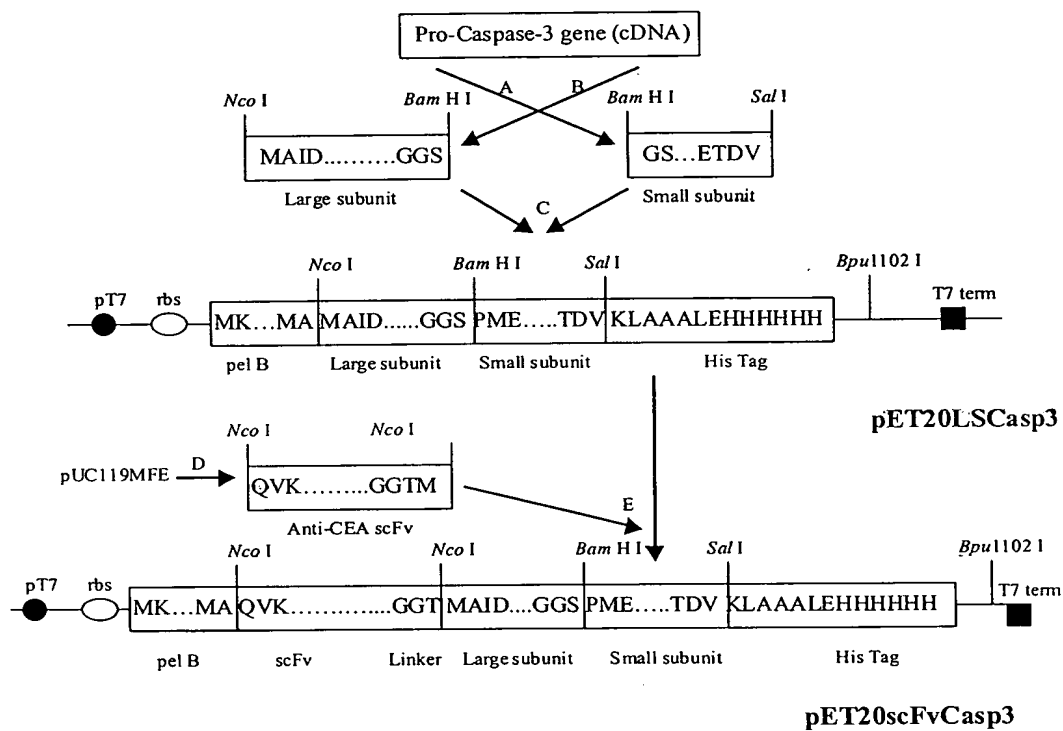 Pro-Caspase-3 gene (cDNA)
A B
Nco I Bam H I Bam H I Sal I
MAID...........GGS GS...ETDV
Large subunit Small subunit
C
Nco I Bam H I Sal I Bpu1102 I
pT7 rbs T7 term
MK...MA MAID......GGS PME.....TDV KLAAALEHHHHHH
pel B Large subunit Small subunit His Tag
pET20LSCasp3
Nco I Nco I
pUC119MFE D
QVK............GGTM
Anti-CEA scFv
E
Nco I Nco I Bam H I Sal I Bpu1102 I
pT7 rbs T7 term
MK...MA QVK................GGT MAID....GGS PME.....TDV KLAAALEHHHHHH
pel B scFv Linker Large subunit Small subunit His Tag
pET20scFvCasp3